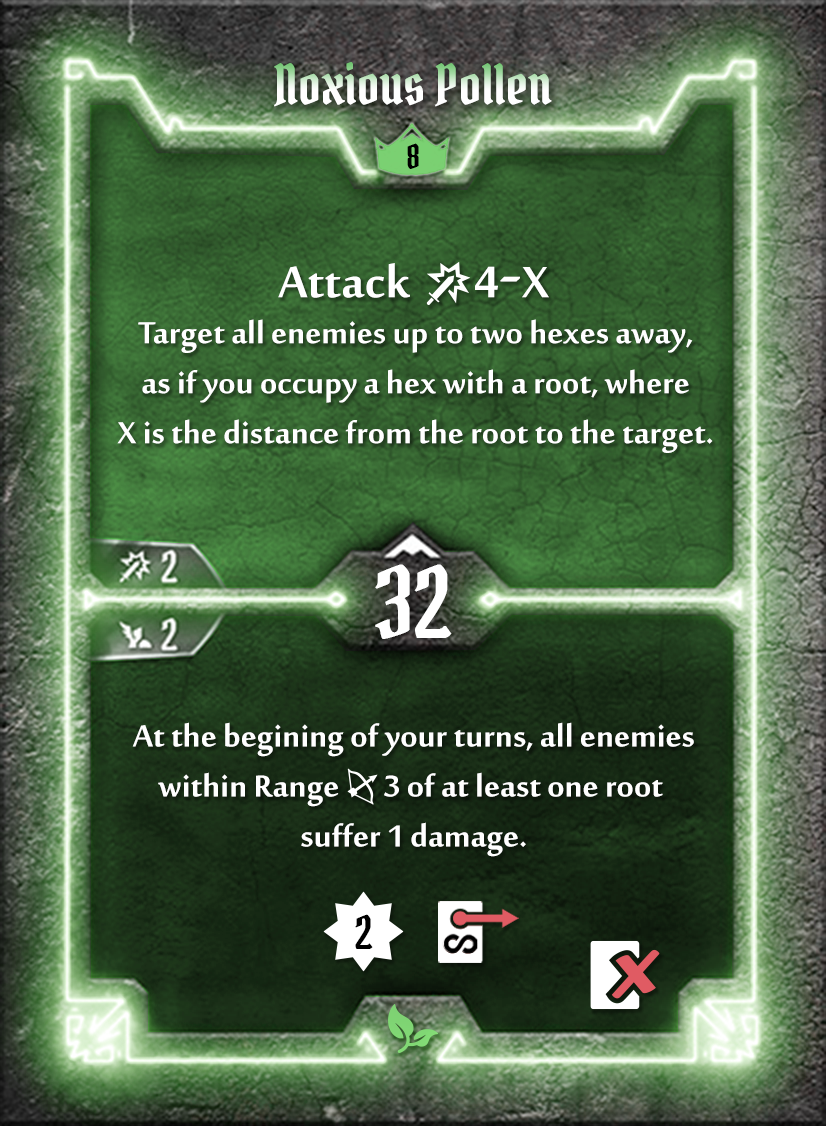 Noxious Pollen
8
Attack 4-X
Target all enemies up to two hexes away,
as if you occupy a hex with a root, where
X is the distance from the root to the target.
2
32
2
At the begining of your turns, all enemies
within Range 3 of at least one root
suffer 1 damage.
2